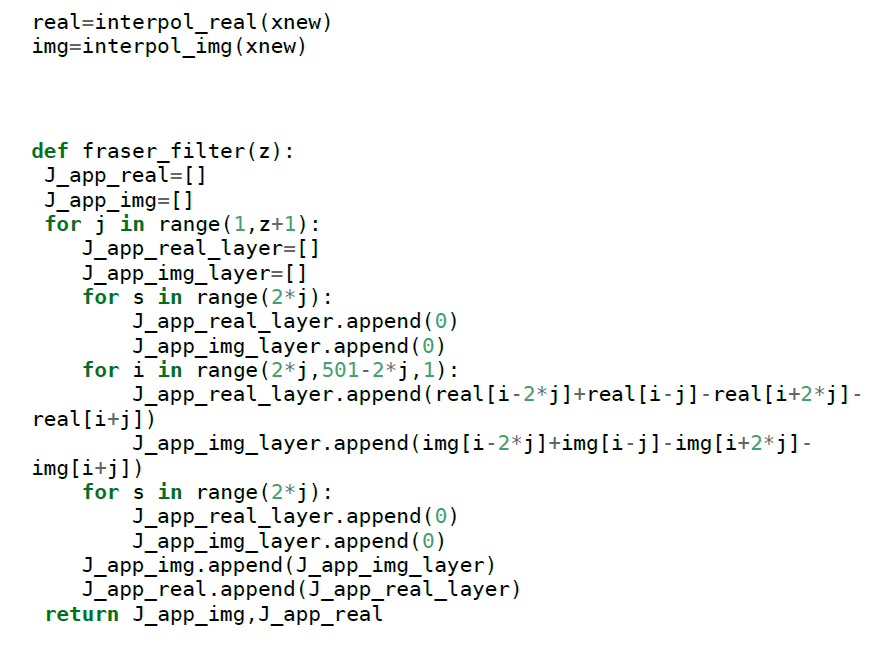 real=interpol_real(xnew)
img=interpol_img(xnew)
def fraser_filter(z):
 J_app_real=[]
 J_app_img=[]
 for j in range(1,z+1):
    J_app_real_layer=[]
    J_app_img_layer=[]
    for s in range(2*j):
        J_app_real_layer.append(0)
        J_app_img_layer.append(0)
    for i in range(2*j,501-2*j,1):
        J_app_real_layer.append(real[i-2*j]+real[i-j]-real[i+2*j]-
real[i+j])
        J_app_img_layer.append(img[i-2*j]+img[i-j]-img[i+2*j]-
img[i+j])
    for s in range(2*j):
        J_app_real_layer.append(0)
        J_app_img_layer.append(0)
    J_app_img.append(J_app_img_layer)
    J_app_real.append(J_app_real_layer)
 return J_app_img,J_app_real